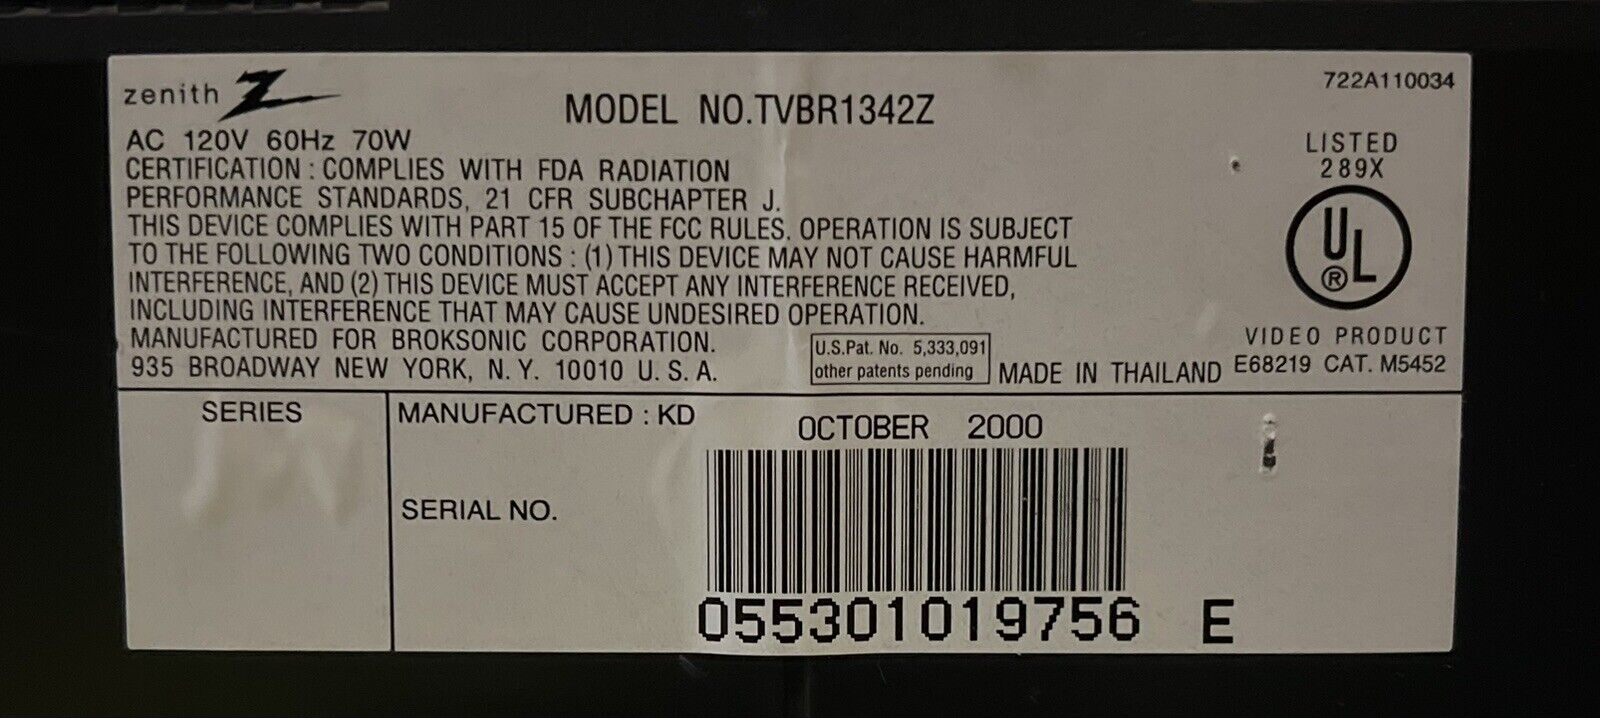 zenith
MODEL NO.TVBR1342Z
722A110034
AC 120V 60Hz 70W
CERTIFICATION : COMPLIES WITH FDA RADIATION
PERFORMANCE STANDARDS, 21 CFR SUBCHAPTER J.
THIS DEVICE COMPLIES WITH PART 15 OF THE FCC RULES. OPERATION IS SUBJECT
TO THE FOLLOWING TWO CONDITIONS : (1) THIS DEVICE MAY NOT CAUSE HARMFUL
INTERFERENCE, AND (2) THIS DEVICE MUST ACCEPT ANY INTERFERENCE RECEIVED,
INCLUDING INTERFERENCE THAT MAY CAUSE UNDESIRED OPERATION.
MANUFACTURED FOR BROKSONIC CORPORATION.
935 BROADWAY NEW YORK, N. Y. 10010 U. S. A.
U.S.Pat. No. 5,333,091
other patents pending
MADE IN THAILAND
LISTED
289X
UL
®
VIDEO PRODUCT
E68219 CAT. M5452
SERIES
MANUFACTURED : KD
OCTOBER 2000
SERIAL NO.
055301019756 E